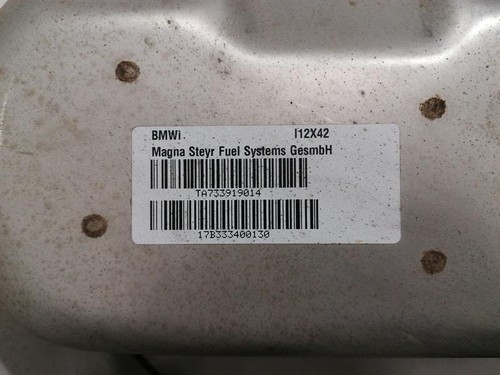 BMWi I12X42
Magna Steyr Fuel Systems GesmbH
TA733919014
17B333400130